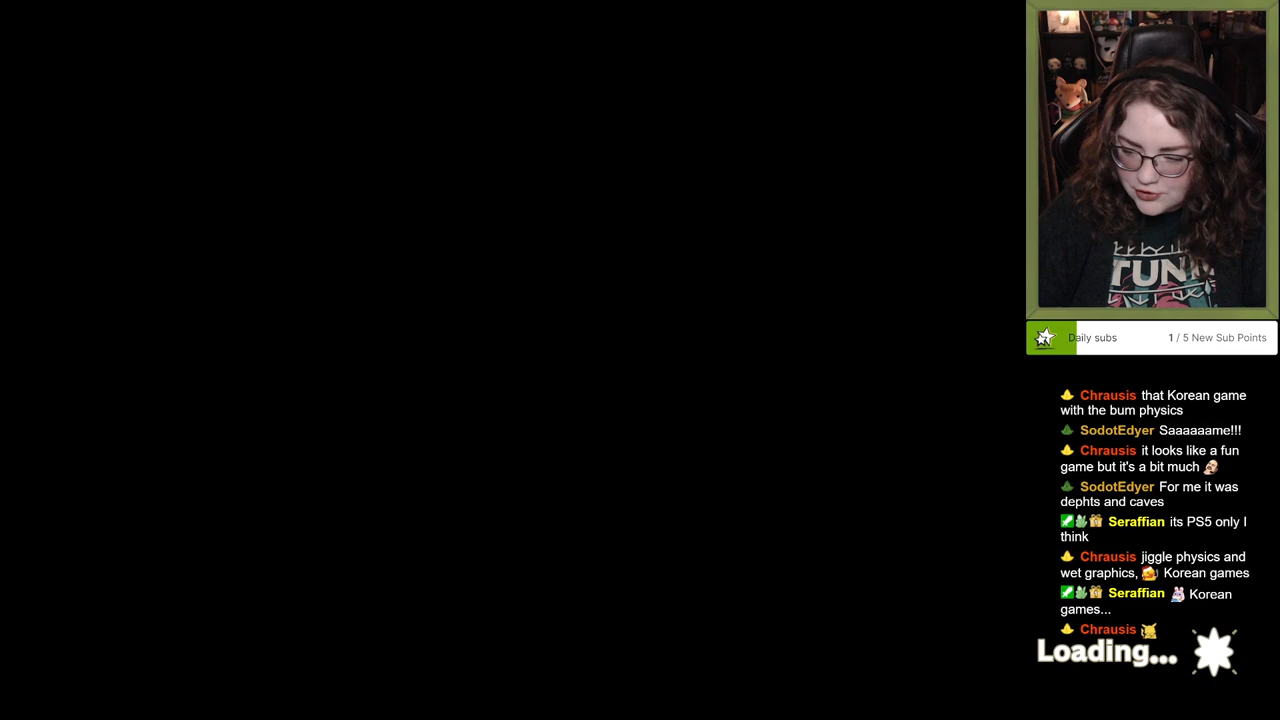 TUN
Daily subs 1 / 5 New Sub Points
Chrausis that Korean game
with the bum physics
SodotEdyer Saaaaaame!!!
Chrausis it looks like a fun
game but it's a bit much
SodotEdyer For me it was
dephts and caves
Seraffian its PS5 only I
think
Chrausis jiggle physics and
wet graphics, Korean games
Seraffian Korean
games...
Chrausis
Loading...